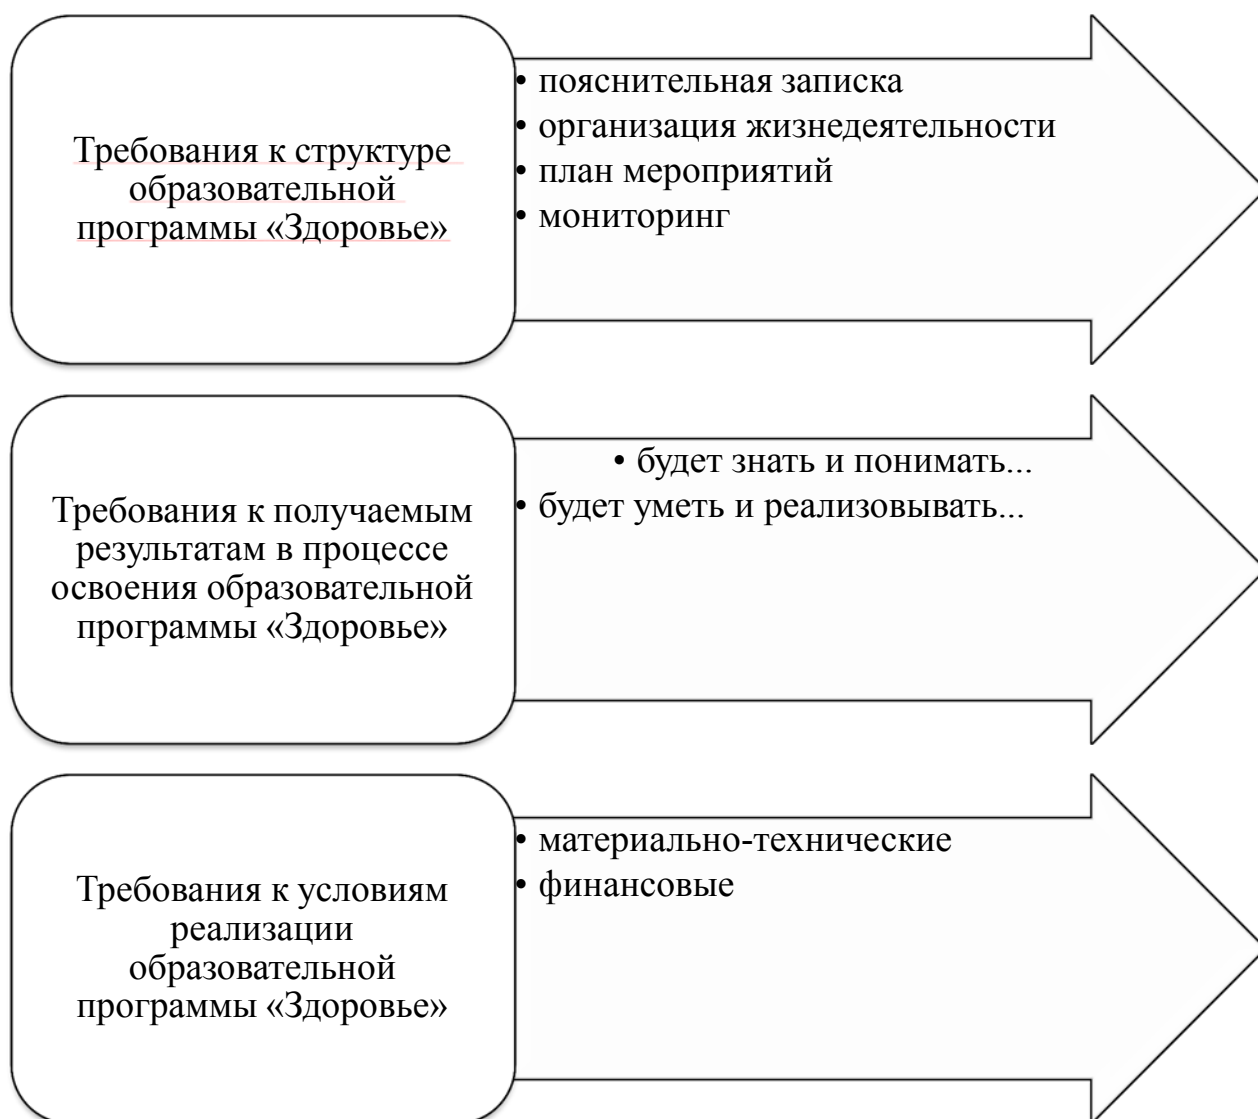 Требования к структуре
образовательной
программы «Здоровье»
• пояснительная записка
• организация жизнедеятельности
• план мероприятий
• мониторинг
Требования к получаемым
результатам в процессе
освоения образовательной
программы «Здоровье»
• будет знать и понимать...
• будет уметь и реализовывать...
Требования к условиям
реализации
образовательной
программы «Здоровье»
• материально-технические
• финансовые